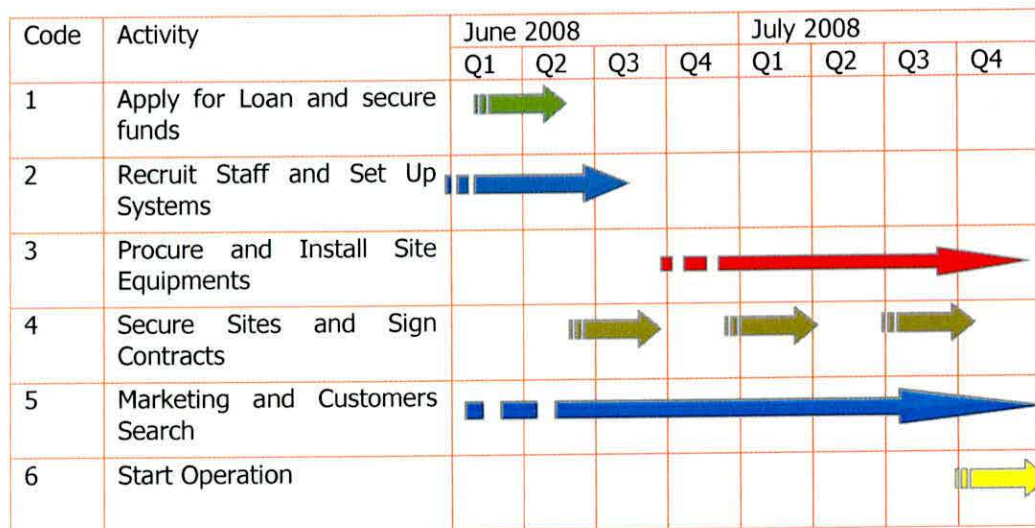 Code Activity June 2008 July 2008
Q1 Q2 Q3 Q4 Q1 Q2 Q3 Q4
1 Apply for Loan and secure
funds
2 Recruit Staff and Set Up
Systems
3 Procure and Install Site
Equipments
4 Secure Sites and Sign
Contracts
5 Marketing and Customers
Search
6 Start Operation